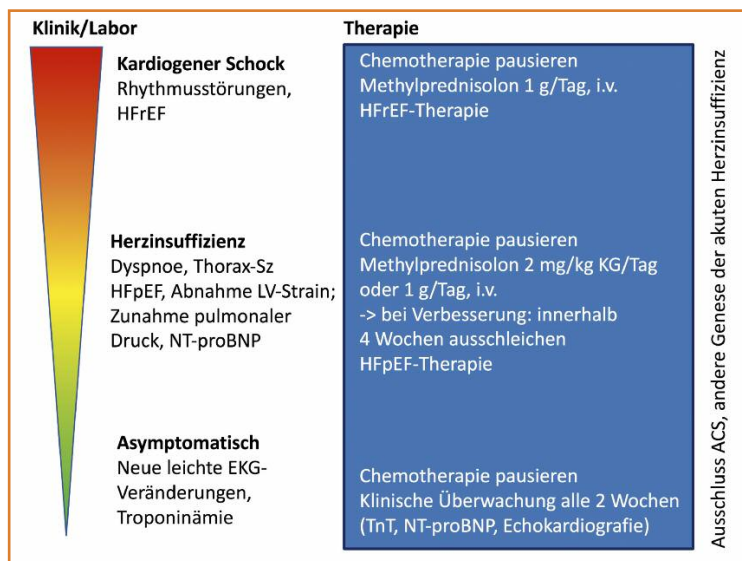 Klinik/Labor
Therapie
Kardiogener Schock
Rhythmusstörungen,
HFrEF
Chemotherapie pausieren
Methylprednisolon 1 g/Tag, i.v.
HFrEF-Therapie
Herzinsuffizienz
Dyspnoe, Thorax-Sz
HFpEF, Abnahme LV-Strain;
Zunahme pulmonaler
Druck, NT-proBNP
Chemotherapie pausieren
Methylprednisolon 2 mg/kg KG/Tag
oder 1 g/Tag, i.v.
-> bei Verbesserung: innerhalb
4 Wochen ausschleichen
HFpEF-Therapie
Asymptomatisch
Neue leichte EKG-
Veränderungen,
Troponinämie
Chemotherapie pausieren
Klinische Überwachung alle 2 Wochen
(TnT, NT-proBNP, Echokardiografie)
Ausschluss ACS, andere Genese der akuten Herzinsuffizienz